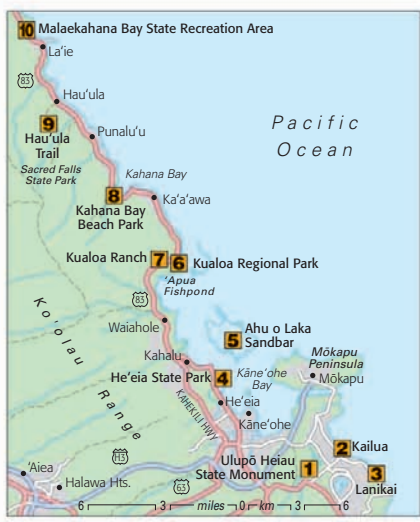 10 Malaekahana Bay State Recreation Area
La'ie
83
Hau'ula
9
Hau'ula
Trail
Punalu'u
Pacific
Ocean
Sacred Falls
State Park
Kahana Bay
8
Ka'a'awa
Kahana Bay
Beach Park
Kualoa Ranch 7 6 Kualoa Regional Park
'Apua
Fishpond
83
Ko'olau Range
Waiahole
5 Ahu o Laka
Sandbar
Kahalu
Mōkapu
Peninsula
He'eia State Park 4
Kāne'ohe
Bay
Mōkapu
KAHEKILI HWY
He'eia
Kāne'ohe
H3
2 Kailua
Ulupō Heiau
State Monument 1
3
Lanikai
'Aiea
Halawa Hts.
63
6 3 miles 0 km 3 6